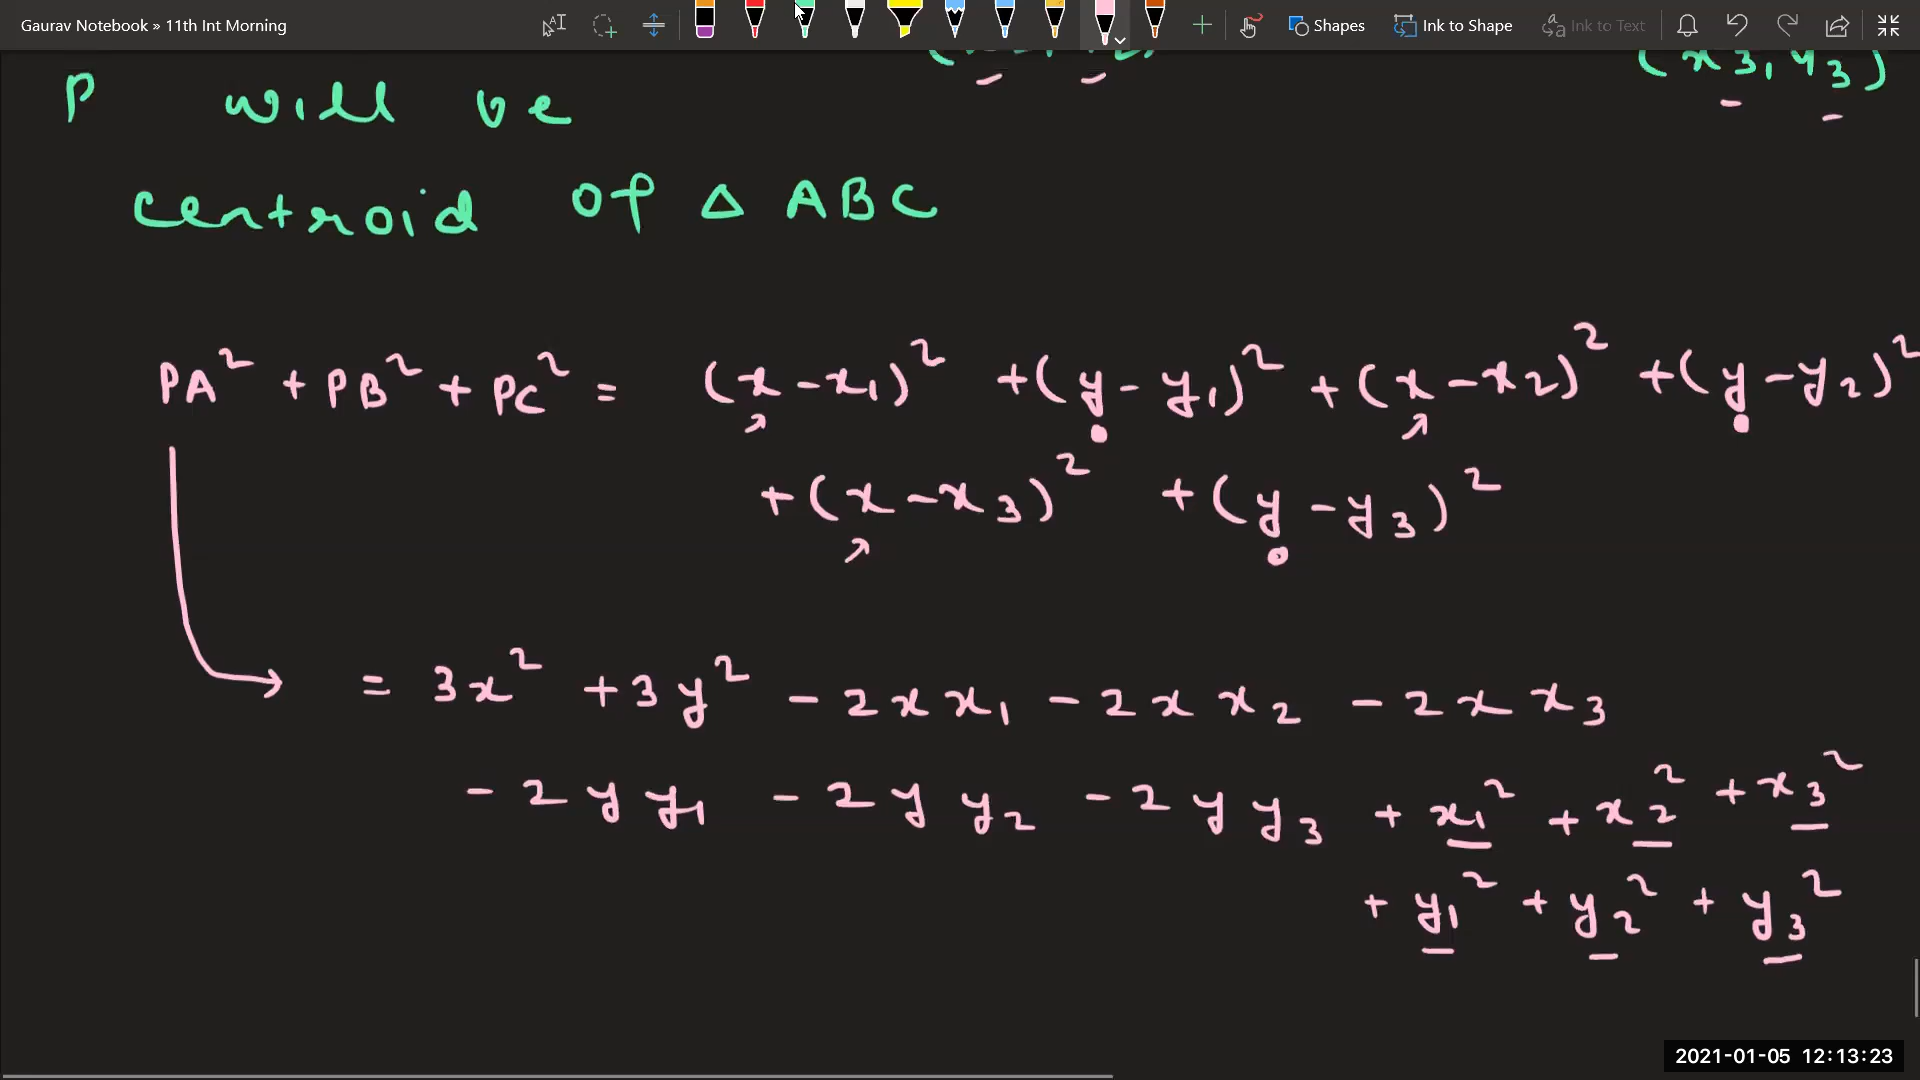 Gaurav Notebook » 11th Int Morning
Shapes
Ink to Shape
Ink to Text
(x3, y3)
P will be
centroid of △ ABC
PA² + PB² + PC² = (x - x1)² + (y - y1)² + (x - x2)² + (y - y2)²
+ (x - x3)² + (y - y3)²
= 3x² + 3y² - 2xx1 - 2xx2 - 2xx3
- 2yy1 - 2yy2 - 2yy3 + x1² + x2² + x3²
+ y1² + y2² + y3²
2021-01-05 12:13:23